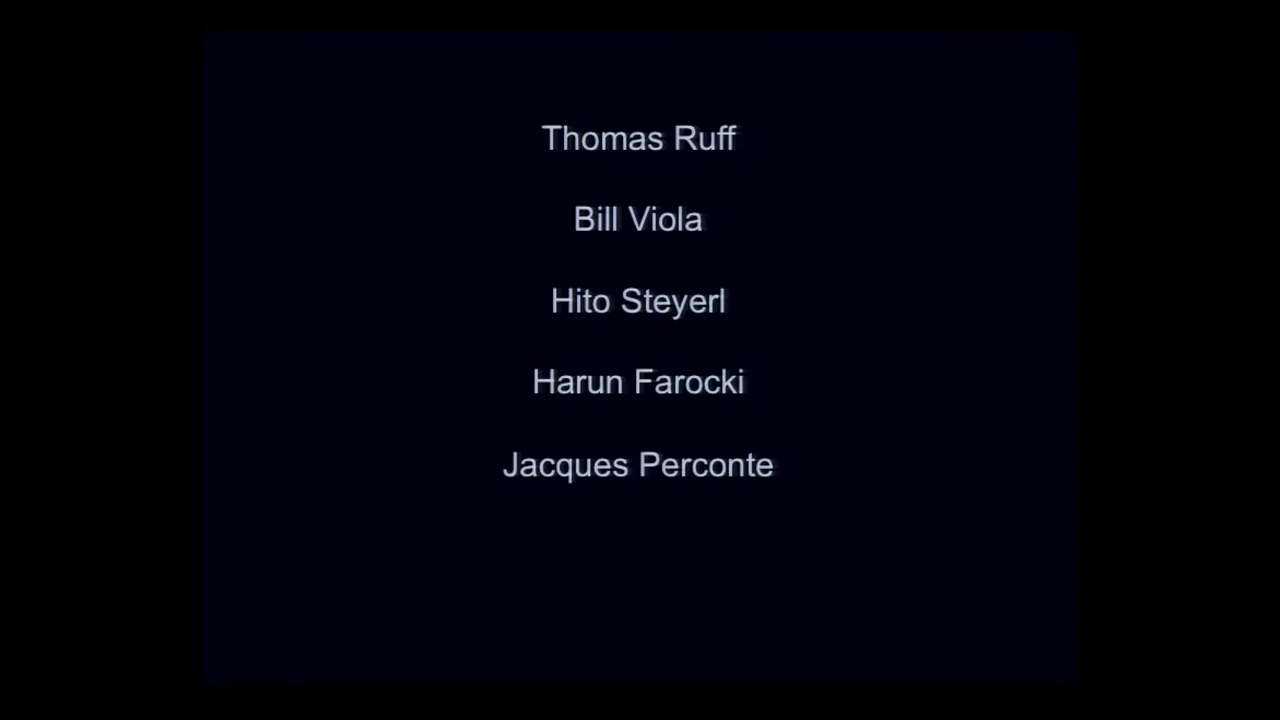 Thomas Ruff
Bill Viola
Hito Steyerl
Harun Farocki
Jacques Perconte